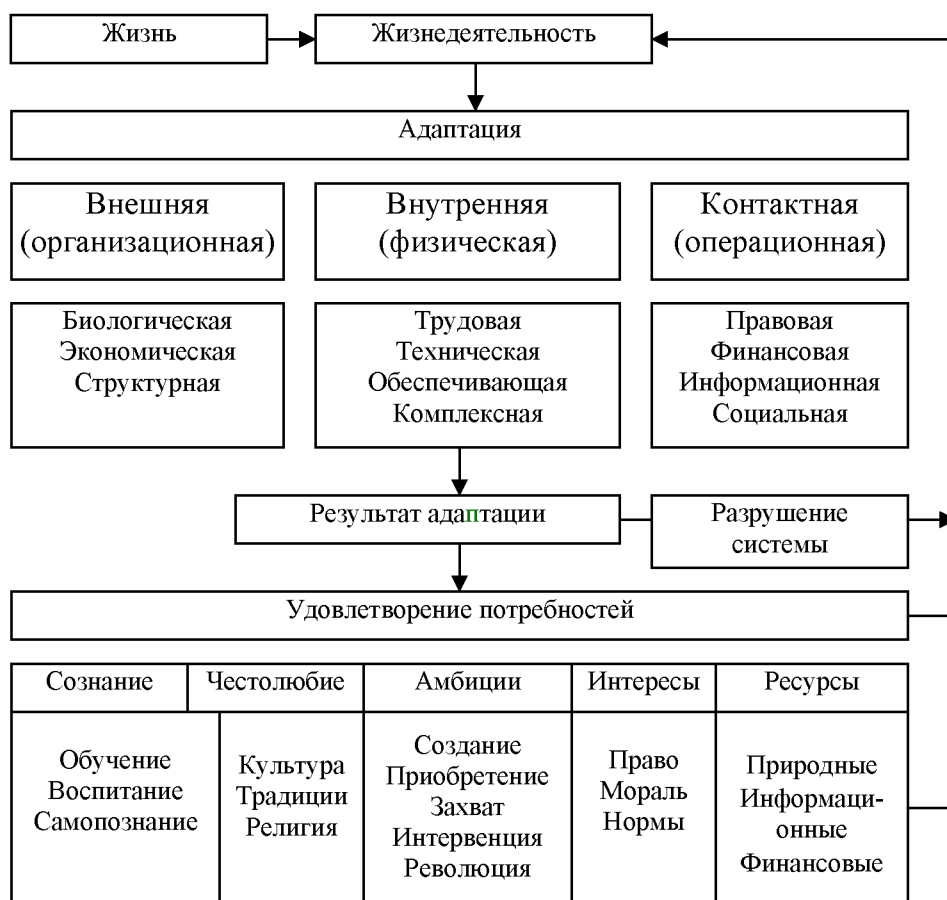 Жизнь
Жизнедеятельность
Адаптация
Внешняя
(организационная)
Внутренняя
(физическая)
Контактная
(операционная)
Биологическая
Экономическая
Структурная
Трудовая
Техническая
Обеспечивающая
Комплексная
Правовая
Финансовая
Информационная
Социальная
Результат адаптации
Разрушение
системы
Удовлетворение потребностей
Сознание
Честолюбие
Амбиции
Интересы
Ресурсы
Обучение
Воспитание
Самопознание
Культура
Традиции
Религия
Создание
Приобретение
Захват
Интервенция
Революция
Право
Мораль
Нормы
Природные
Информаци-
онные
Финансовые